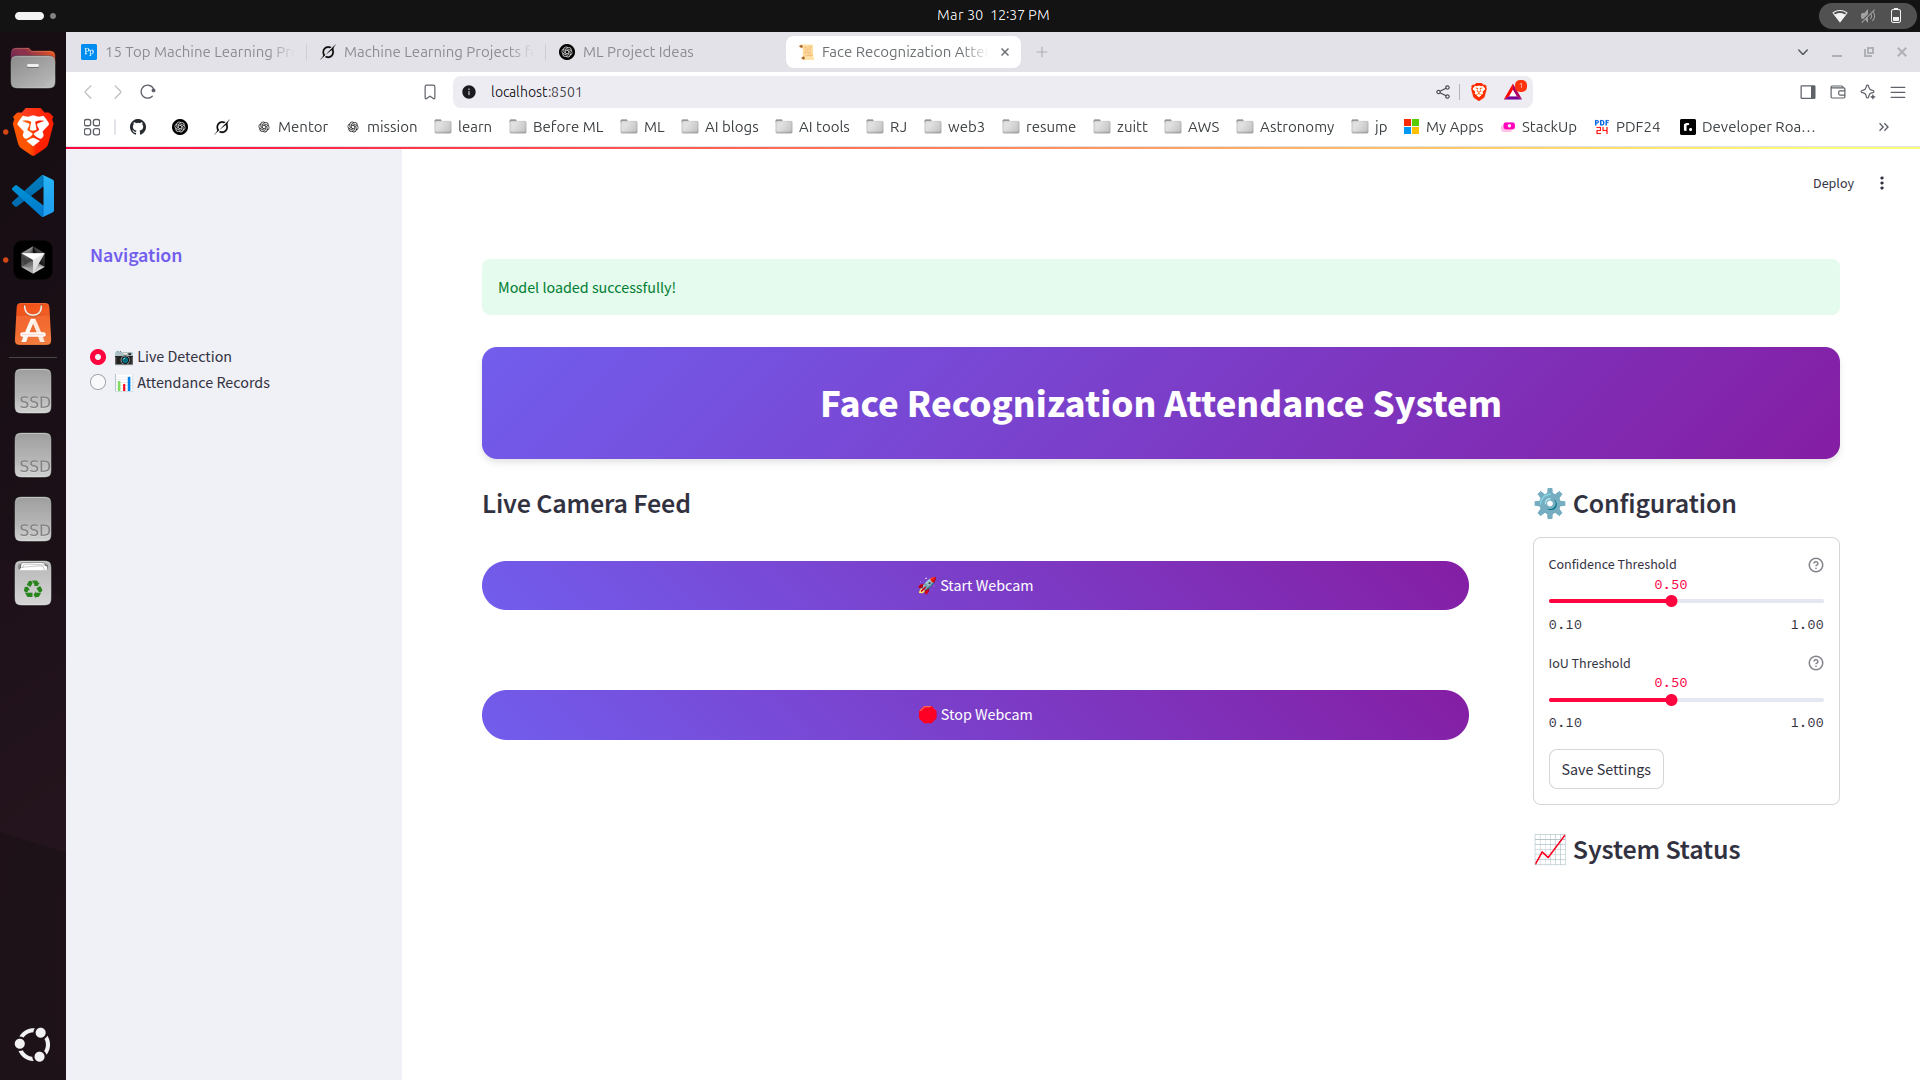 Mar 30 12:37 PM
15 Top Machine Learning Pr
Machine Learning Projects f
ML Project Ideas
Face Recognization Atte
localhost:8501
1
Mentor
mission
learn
Before ML
ML
AI blogs
AI tools
RJ
web3
resume
zuitt
AWS
Astronomy
jp
My Apps
StackUp
PDF24
Developer Roa...
Deploy
Navigation
Live Detection
Attendance Records
Model loaded successfully!
Face Recognization Attendance System
Live Camera Feed
Start Webcam
Stop Webcam
Configuration
Confidence Threshold
0.50
0.10 1.00
IoU Threshold
0.50
0.10 1.00
Save Settings
System Status
SSD
SSD
SSD